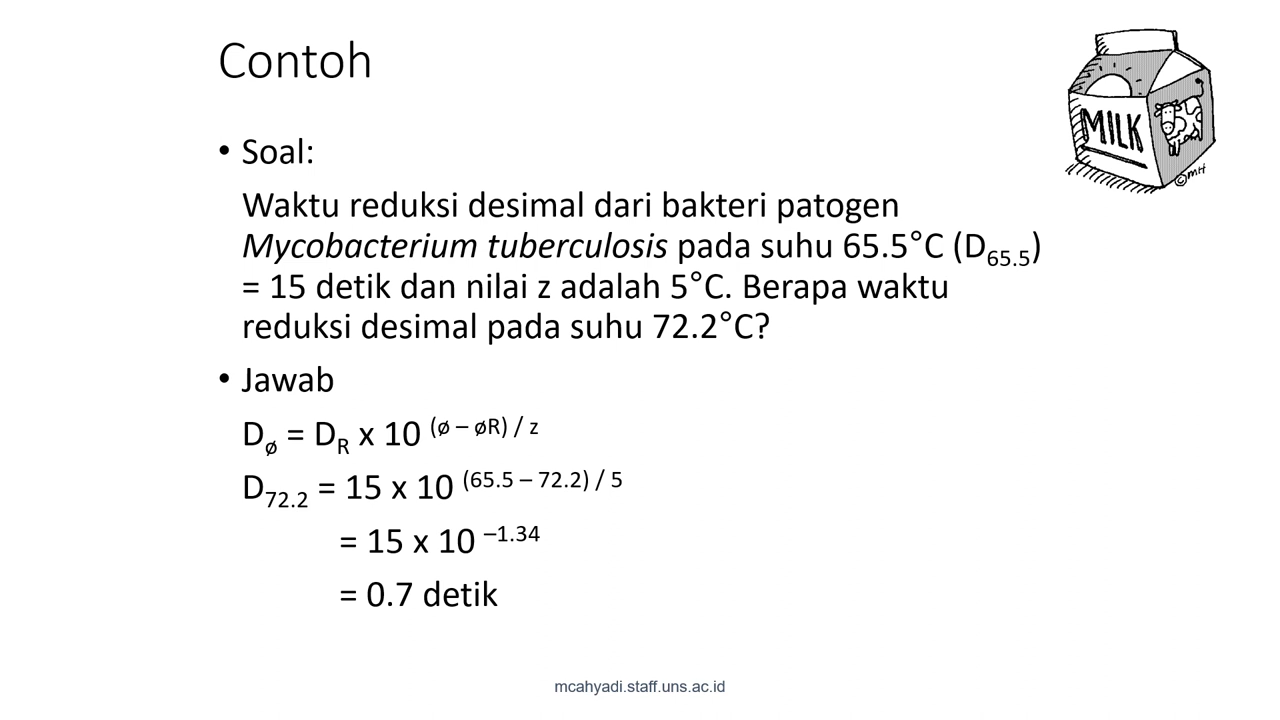 Contoh
MILK
©MH
• Soal:
Waktu reduksi desimal dari bakteri patogen
Mycobacterium tuberculosis pada suhu 65.5°C (D65.5)
= 15 detik dan nilai z adalah 5°C. Berapa waktu
reduksi desimal pada suhu 72.2°C?
• Jawab
Dø = DR x 10 (ø – øR) / z
D72.2 = 15 x 10 (65.5 – 72.2) / 5
= 15 x 10 –1.34
= 0.7 detik
mcahyadi.staff.uns.ac.id